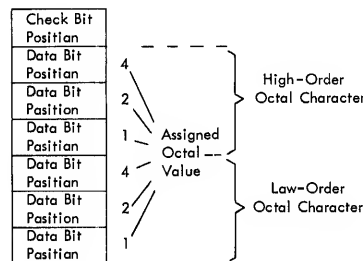 Check Bit
Position
Data Bit
Position
Data Bit
Position
Data Bit
Position
Data Bit
Position
Data Bit
Position
Data Bit
Position
4
2
1
4
2
1
Assigned
Octal
Value
High-Order
Octal Character
Law-Order
Octal Character